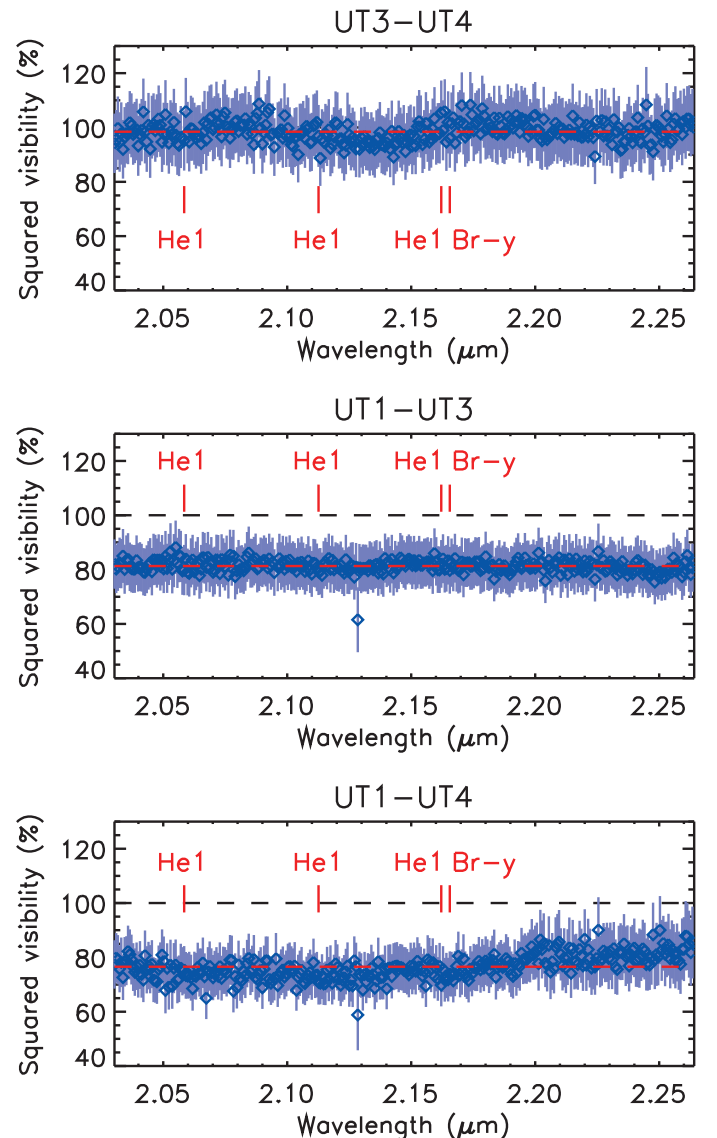 UT3-UT4
Squared visibility (%)
120
100
80
60
40
He1 He1 He1 Br-y
2.05 2.10 2.15 2.20 2.25
Wavelength (μm)
UT1-UT3
Squared visibility (%)
120
100
80
60
40
He1 He1 He1 Br-y
2.05 2.10 2.15 2.20 2.25
Wavelength (μm)
UT1-UT4
Squared visibility (%)
120
100
80
60
40
He1 He1 He1 Br-y
2.05 2.10 2.15 2.20 2.25
Wavelength (μm)